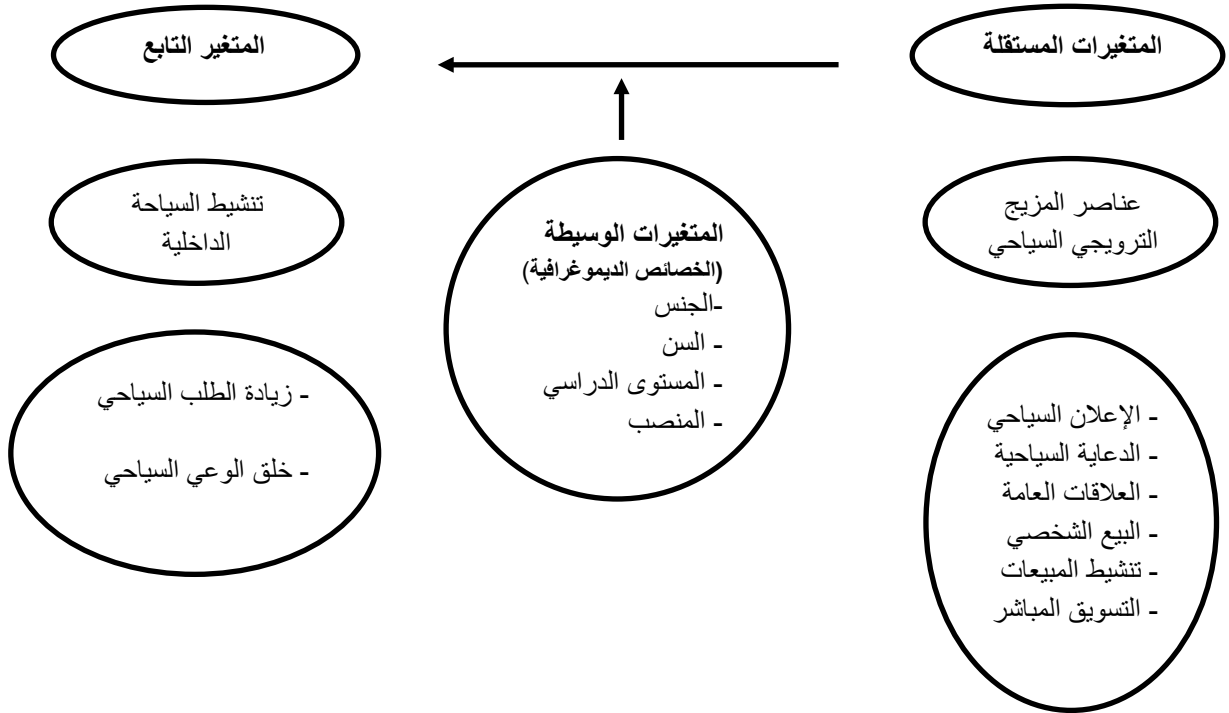 المتغيرات المستقلة
المتغير التابع
عناصر المزيج
الترويجي السياحي
تنشيط السياحة
الداخلية
المتغيرات الوسيطة
(الخصائص الديموغرافية)
-الجنس
- السن
- المستوى الدراسي
- المنصب
- الإعلان السياحي
- الدعاية السياحية
- العلاقات العامة
- البيع الشخصي
- تنشيط المبيعات
- التسويق المباشر
- زيادة الطلب السياحي
- خلق الوعي السياحي